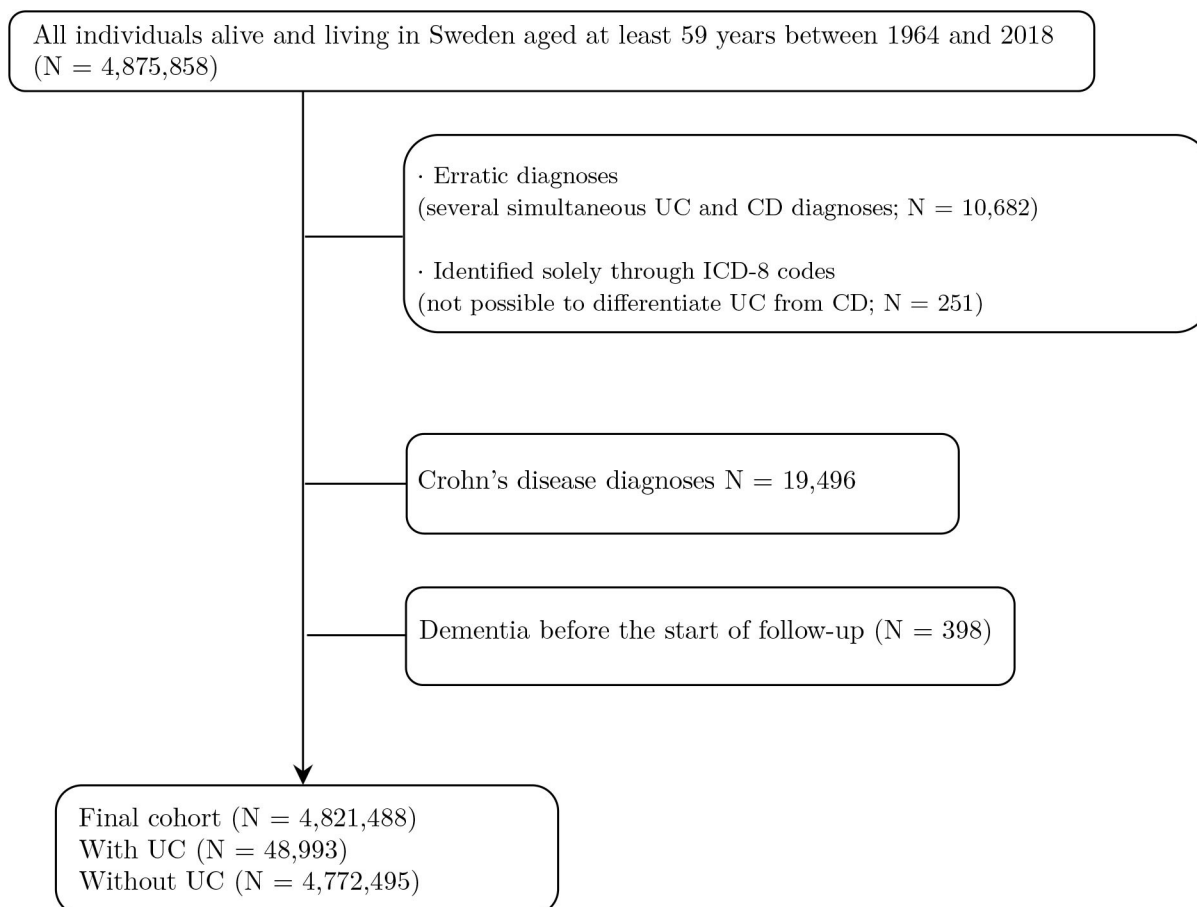 All individuals alive and living in Sweden aged at least 59 years between 1964 and 2018
(N = 4,875,858)
· Erratic diagnoses
(several simultaneous UC and CD diagnoses; N = 10,682)
· Identified solely through ICD-8 codes
(not possible to differentiate UC from CD; N = 251)
Crohn's disease diagnoses N = 19,496
Dementia before the start of follow-up (N = 398)
Final cohort (N = 4,821,488)
With UC (N = 48,993)
Without UC (N = 4,772,495)